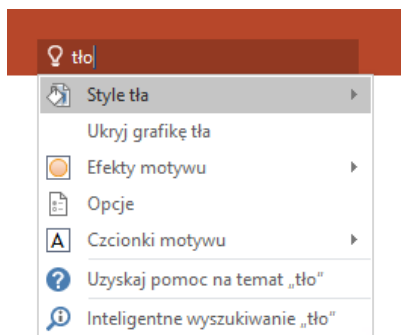 tło
Style tła
Ukryj grafikę tła
Efekty motywu
Opcje
A Czcionki motywu
? Uzyskaj pomoc na temat „tło”
Inteligentne wyszukiwanie „tło”